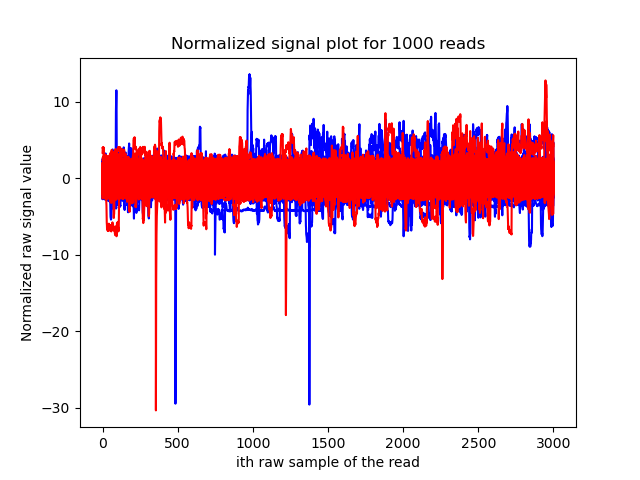 Normalized signal plot for 1000 reads
Normalized raw signal value
10
0
−10
−20
−30
0 500 1000 1500 2000 2500 3000
ith raw sample of the read